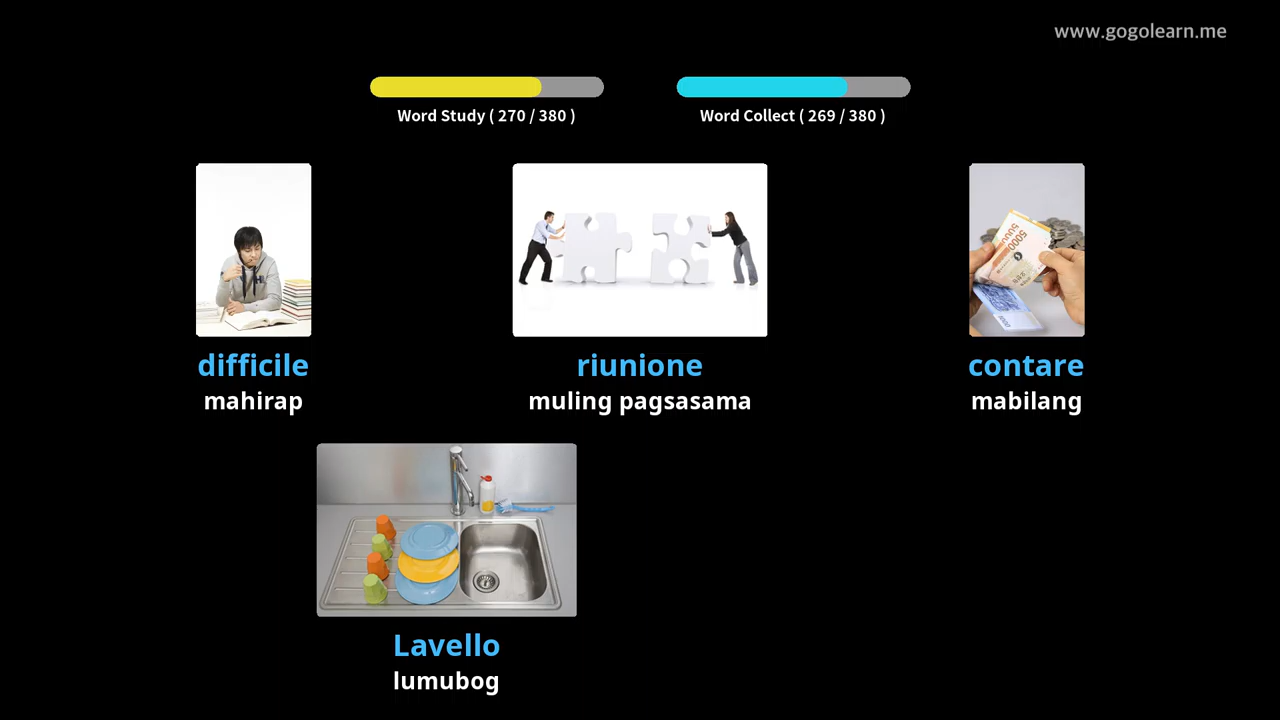 www.gogolearn.me
Word Study ( 270 / 380 )
Word Collect ( 269 / 380 )
difficile
mahirap
riunione
muling pagsasama
contare
mabilang
Lavello
lumubog